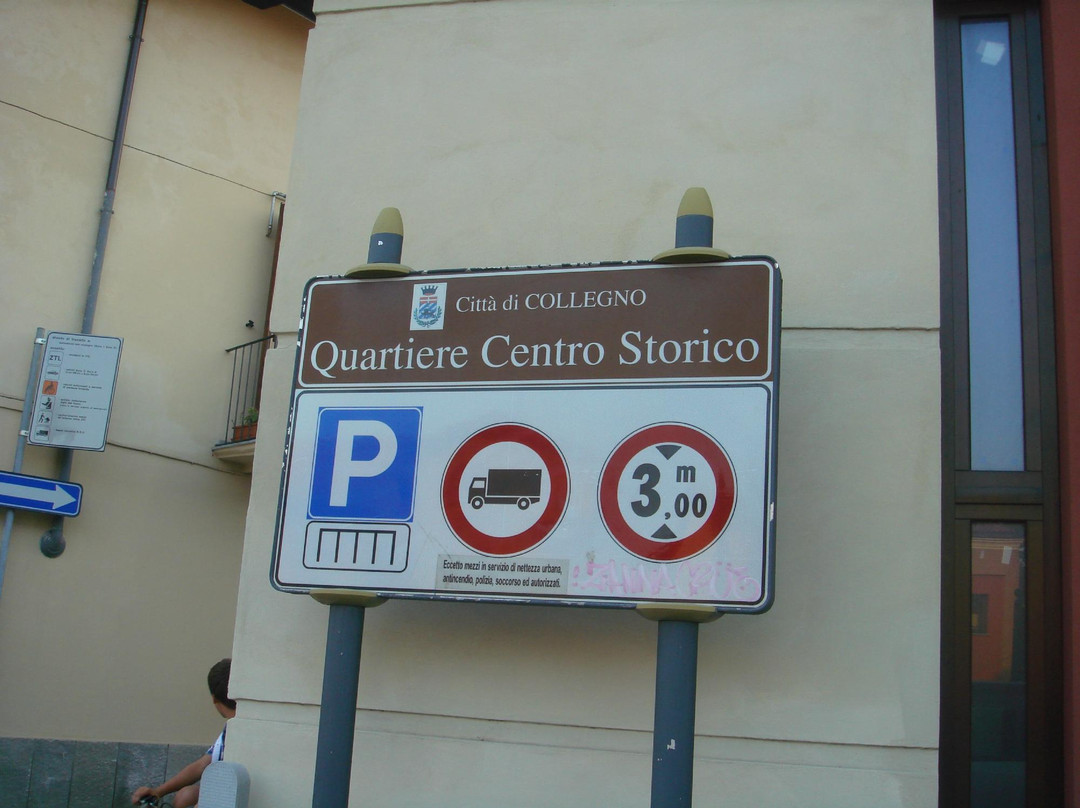 Città di COLLEGNO
Quartiere Centro Storico
P
m
3,00
Eccetto mezzi in servizio di nettezza urbana,
antincendio, polizia, soccorso ed autorizzati.
ZTL